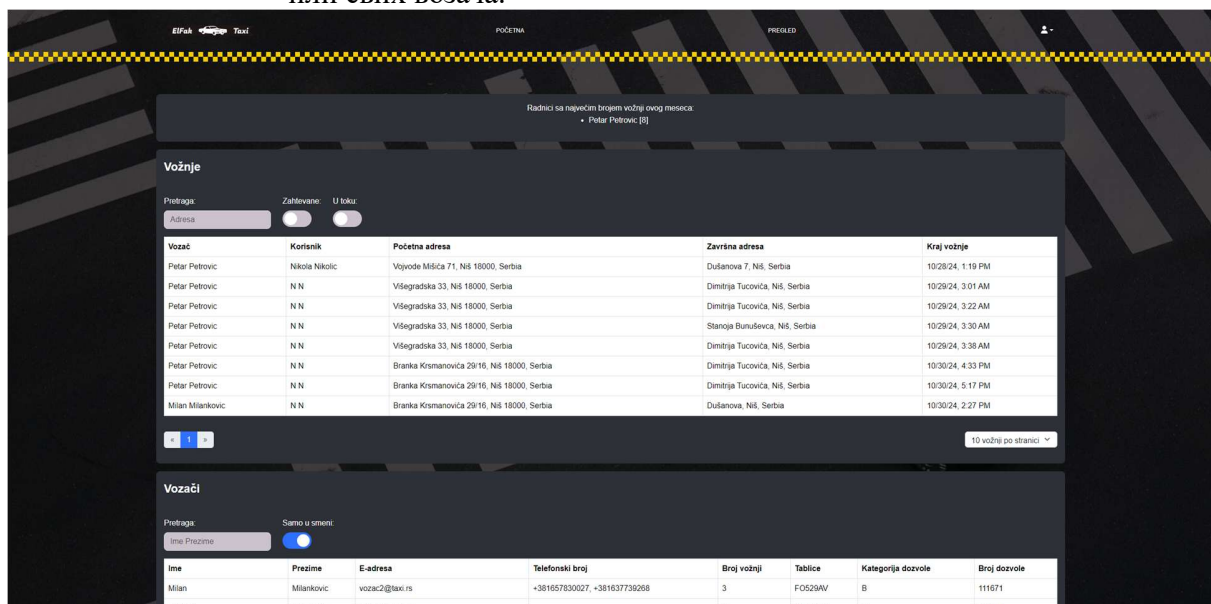 ElFak Taxi POČETNA PREGLED
Radnici sa najvećim brojem vožnji ovog meseca:
• Petar Petrovic [8]
Vožnje
Pretraga: Zahtevane: U toku:
Adresa
Vozač Korisnik Početna adresa Završna adresa Kraj vožnje
Petar Petrovic Nikola Nikolic Vojvode Mišića 71, Niš 18000, Serbia Dušanova 7, Niš, Serbia 10/28/24, 1:19 PM
Petar Petrovic N N Višegradska 33, Niš 18000, Serbia Dimitrija Tucovića, Niš, Serbia 10/29/24, 3:01 AM
Petar Petrovic N N Višegradska 33, Niš 18000, Serbia Dimitrija Tucovića, Niš, Serbia 10/29/24, 3:22 AM
Petar Petrovic N N Višegradska 33, Niš 18000, Serbia Stanoja Bunuševca, Niš, Serbia 10/29/24, 3:30 AM
Petar Petrovic N N Višegradska 33, Niš 18000, Serbia Dimitrija Tucovića, Niš, Serbia 10/29/24, 3:38 AM
Petar Petrovic N N Branka Krsmanovića 29/16, Niš 18000, Serbia Dimitrija Tucovića, Niš, Serbia 10/30/24, 4:33 PM
Petar Petrovic N N Branka Krsmanovića 29/16, Niš 18000, Serbia Dimitrija Tucovića, Niš, Serbia 10/30/24, 5:17 PM
Milan Milankovic N N Branka Krsmanovića 29/16, Niš 18000, Serbia Dušanova, Niš, Serbia 10/30/24, 2:27 PM
« 1 » 10 vožnji po stranici
Vozači
Pretraga: Samo u smeni:
Ime Prezime
Ime Prezime E-adresa Telefonski broj Broj vožnji Tablice Kategorija dozvole Broj dozvole
Milan Milankovic vozac2@taxi.rs +381657830027, +381637739268 3 FO529AV B 111671